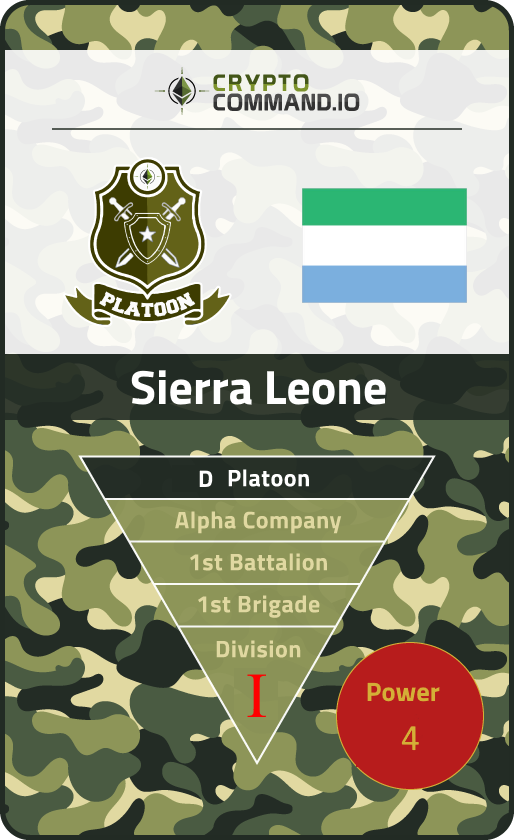 CRYPTO
COMMAND.IO
PLATOON
Sierra Leone
D Platoon
Alpha Company
1st Battalion
1st Brigade
Division
I
Power
4